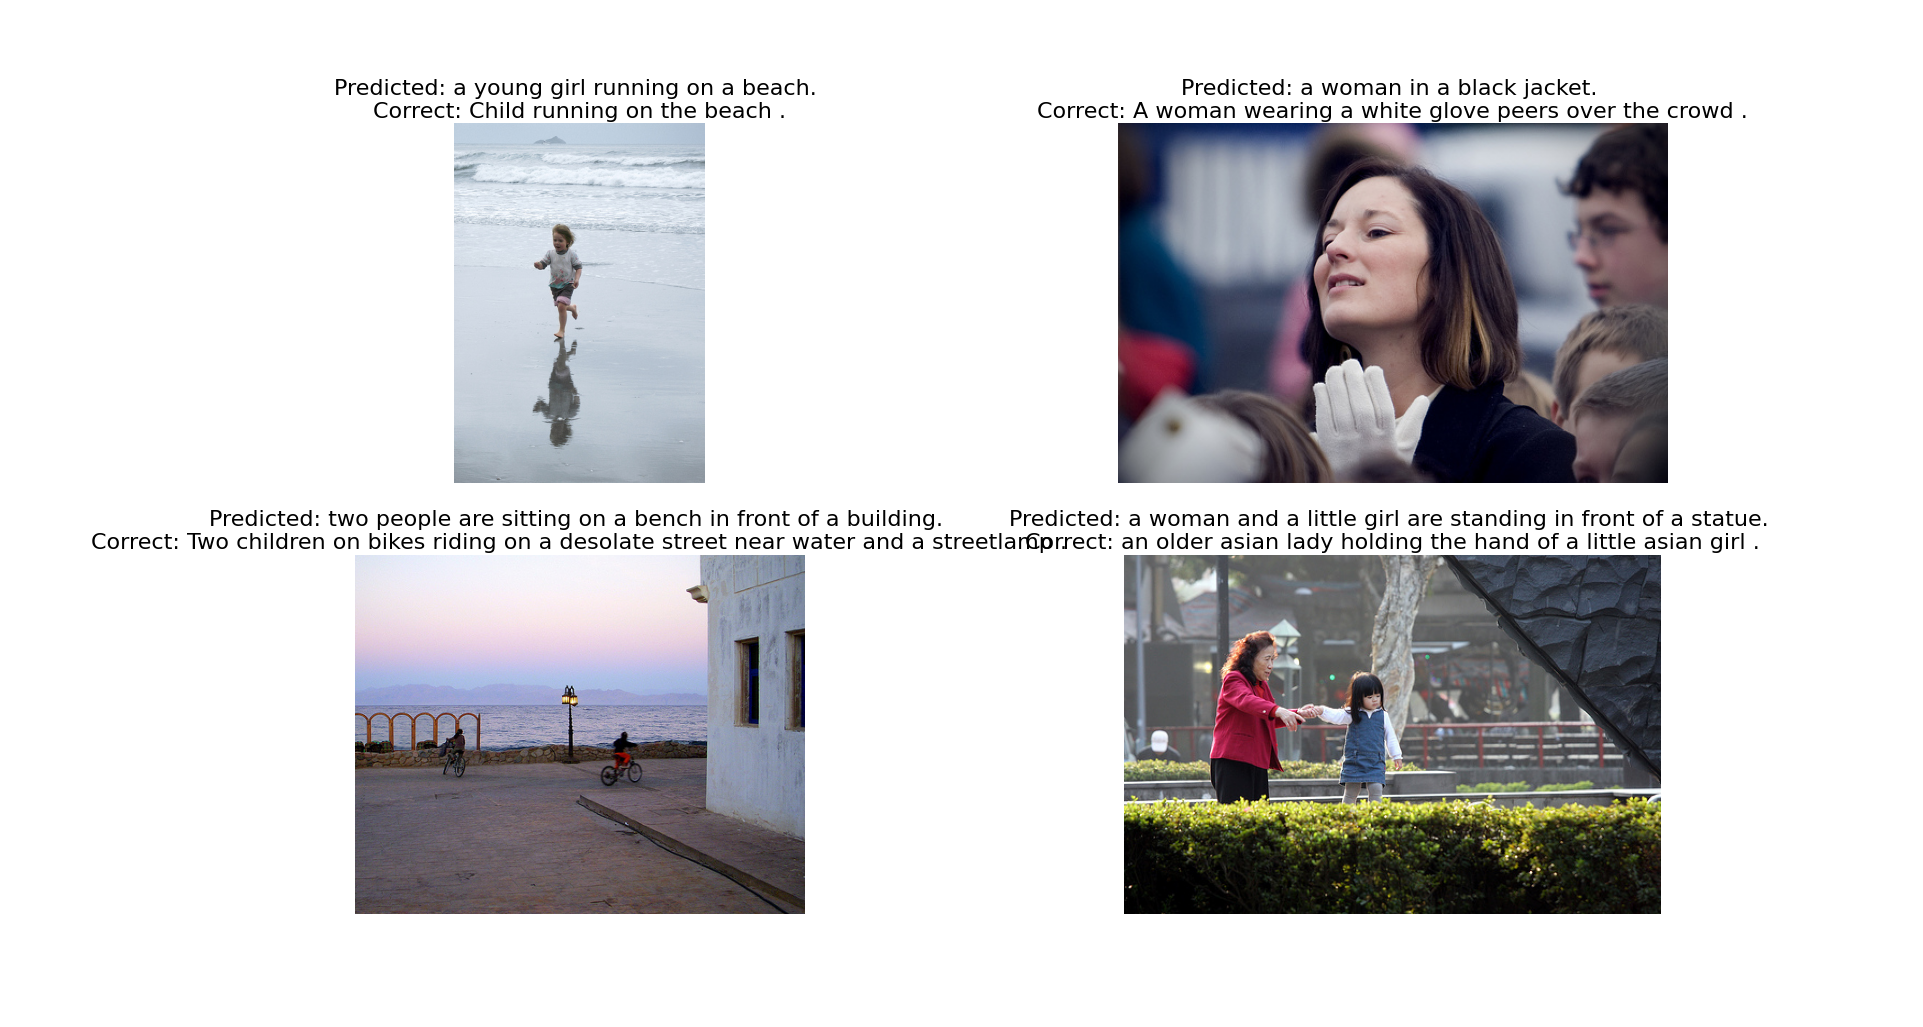 Predicted: a young girl running on a beach.
Correct: Child running on the beach .
Predicted: a woman in a black jacket.
Correct: A woman wearing a white glove peers over the crowd .
Predicted: two people are sitting on a bench in front of a building.
Correct: Two children on bikes riding on a desolate street near water and a streetlamp .
Predicted: a woman and a little girl are standing in front of a statue.
Correct: an older asian lady holding the hand of a little asian girl .